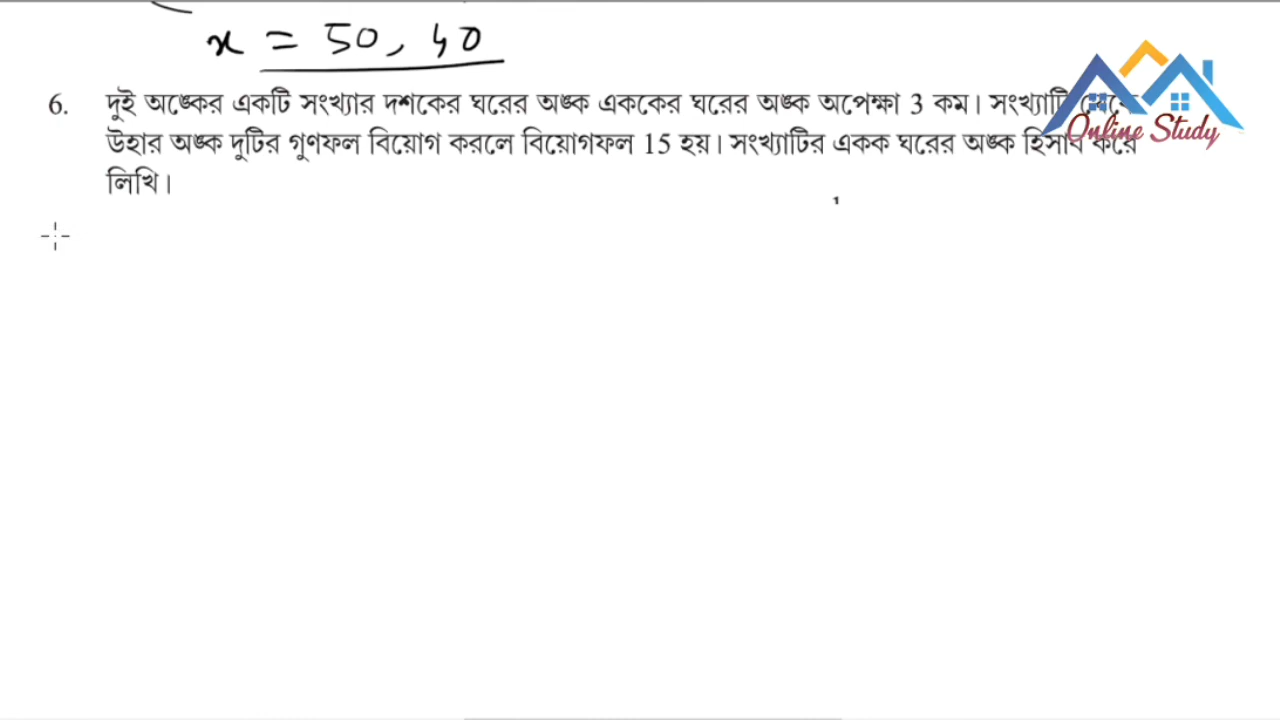 x = 50, 40
6. দুই অঙ্কের একটি সংখ্যার দশকের ঘরের অঙ্ক এককের ঘরের অঙ্ক অপেক্ষা 3 কম। সংখ্যাটি থেকে
উহার অঙ্ক দুটির গুণফল বিয়োগ করলে বিয়োগফল 15 হয়। সংখ্যাটির একক ঘরের অঙ্ক হিসাব করে
লিখি।
Online Study